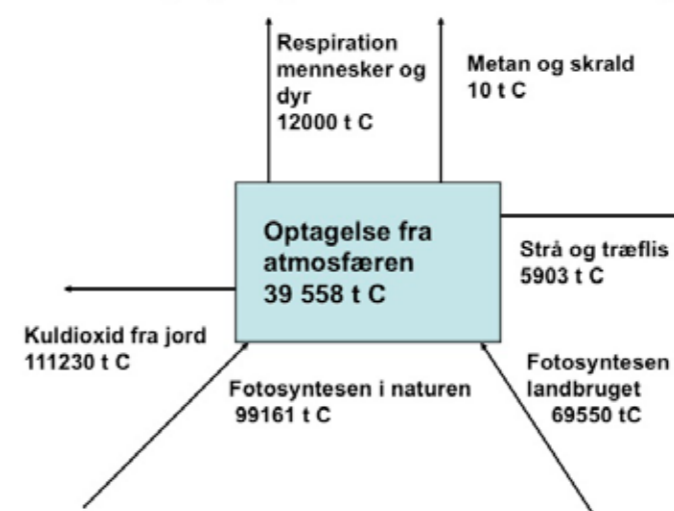 Respiration
mennesker og
dyr
12000 t C
Metan og skrald
10 t C
Optagelse fra
atmosfæren
39 558 t C
Strå og træflis
5903 t C
Kuldioxid fra jord
111230 t C
Fotosyntesen i naturen
99161 t C
Fotosyntesen
landbruget
69550 tC